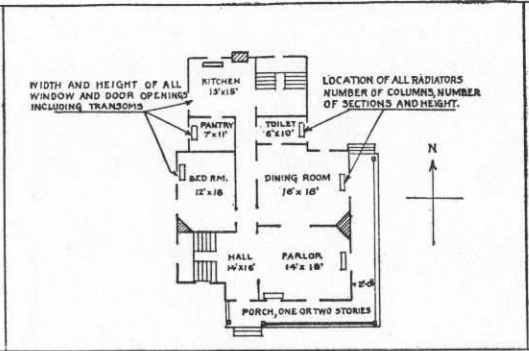 KITCHEN
13'x15'
WIDTH AND HEIGHT OF ALL
WINDOW AND DOOR OPENINGS
INCLUDING TRANSOMS
LOCATION OF ALL RADIATORS
NUMBER OF COLUMNS, NUMBER
OF SECTIONS AND HEIGHT.
PANTRY
7'x11'
TOILET
8'x10'
N
BED RM.
12'x18
DINING ROOM
16'x18'
HALL
14'x16'
PARLOR
14'x18'
PORCH, ONE OR TWO STORIES